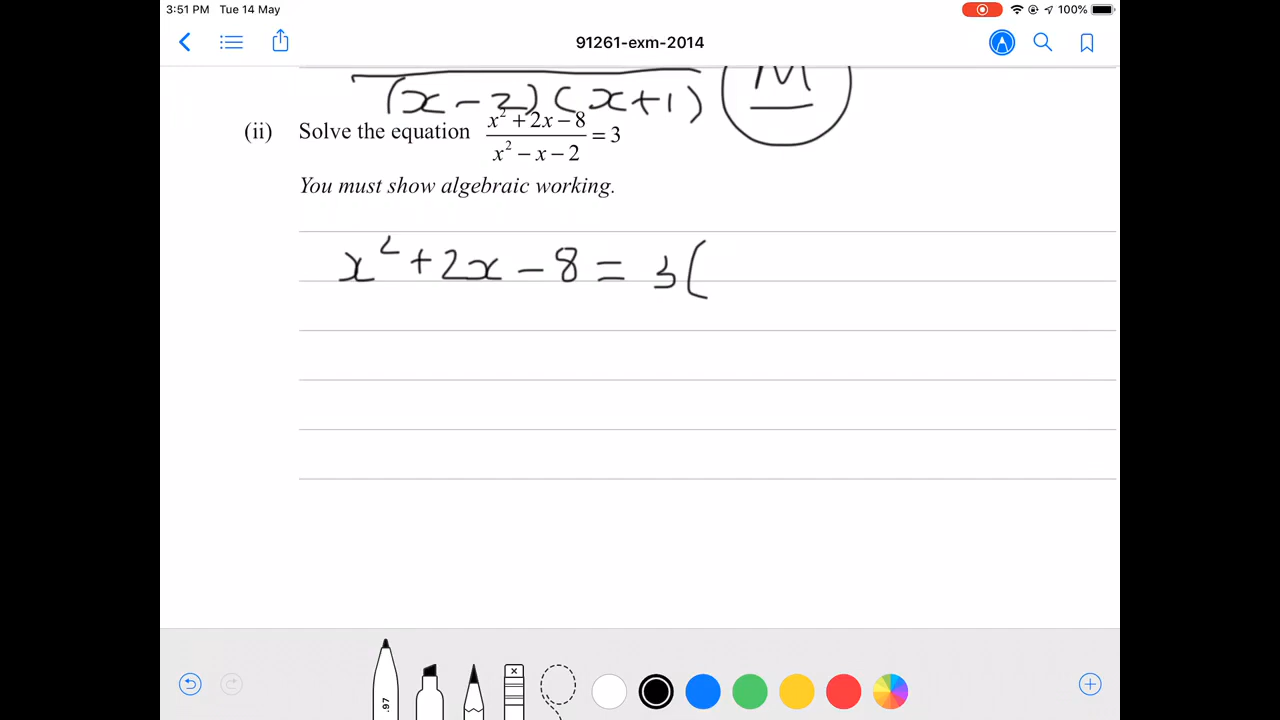 3:51 PM Tue 14 May 100%
91261-exm-2014
M
(x-2)(x+1)
(ii) Solve the equation x² + 2x – 8 / x² – x – 2 = 3
You must show algebraic working.
x² + 2x - 8 = 3(
.97